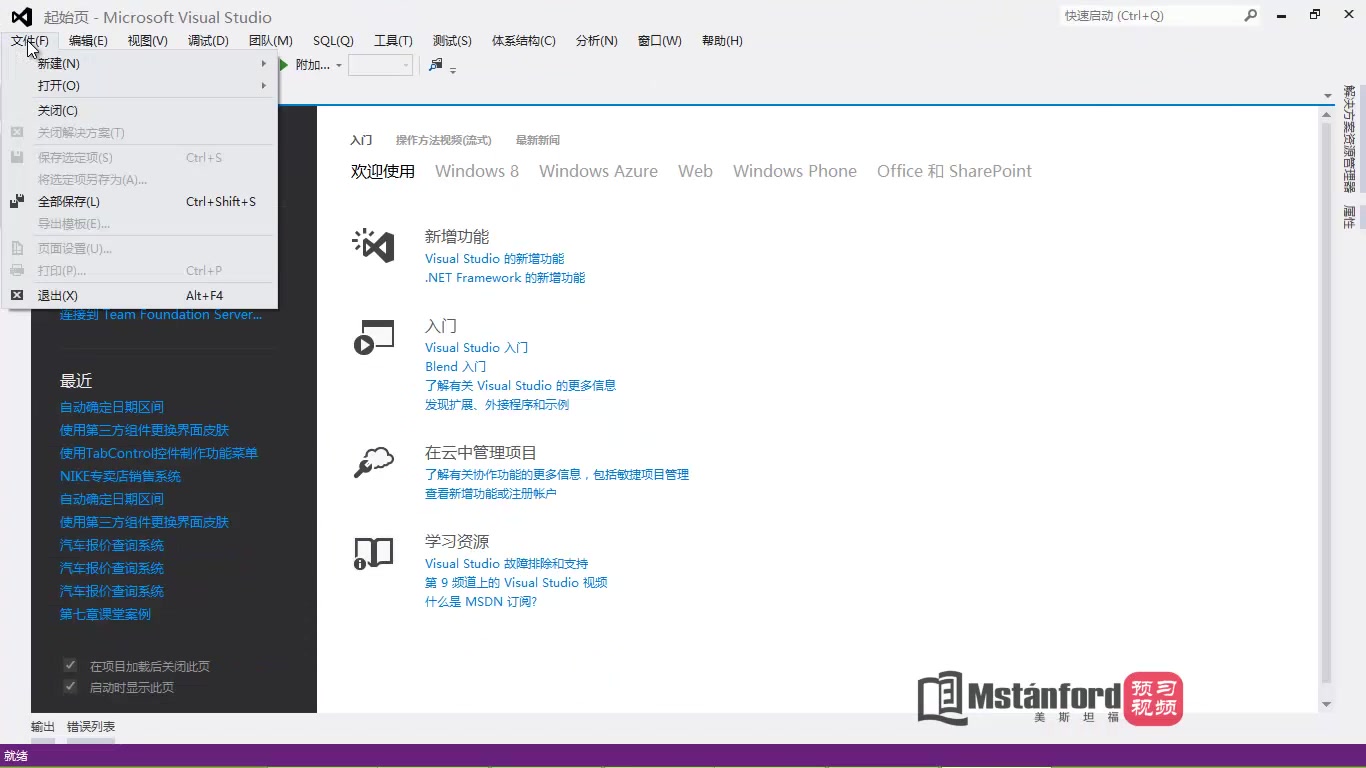 起始页 - Microsoft Visual Studio
快速启动 (Ctrl+Q)
文件(F) 编辑(E) 视图(V) 调试(D) 团队(M) SQL(Q) 工具(T) 测试(S) 体系结构(C) 分析(N) 窗口(W) 帮助(H)
新建(N)
附加...
打开(O)
关闭(C)
关闭解决方案(T)
保存选定项(S) Ctrl+S
将选定项另存为(A)...
全部保存(L) Ctrl+Shift+S
导出模板(E)...
页面设置(U)...
打印(P)... Ctrl+P
退出(X) Alt+F4
连接到 Team Foundation Server...
最近
自动确定日期区间
使用第三方组件更换界面皮肤
使用TabControl控件制作功能菜单
NIKE专卖店销售系统
自动确定日期区间
使用第三方组件更换界面皮肤
汽车报价查询系统
汽车报价查询系统
汽车报价查询系统
第七章课堂案例
在项目加载后关闭此页
启动时显示此页
入门 操作方法视频(流式) 最新新闻
欢迎使用 Windows 8 Windows Azure Web Windows Phone Office 和 SharePoint
新增功能
Visual Studio 的新增功能
.NET Framework 的新增功能
入门
Visual Studio 入门
Blend 入门
了解有关 Visual Studio 的更多信息
发现扩展、外接程序和示例
在云中管理项目
了解有关协作功能的更多信息，包括敏捷项目管理
查看新增功能或注册帐户
学习资源
Visual Studio 故障排除和支持
第 9 频道上的 Visual Studio 视频
什么是 MSDN 订阅?
解决方案资源管理器
属性
Mstánford
美斯坦福
预习
视频
输出 错误列表
就绪